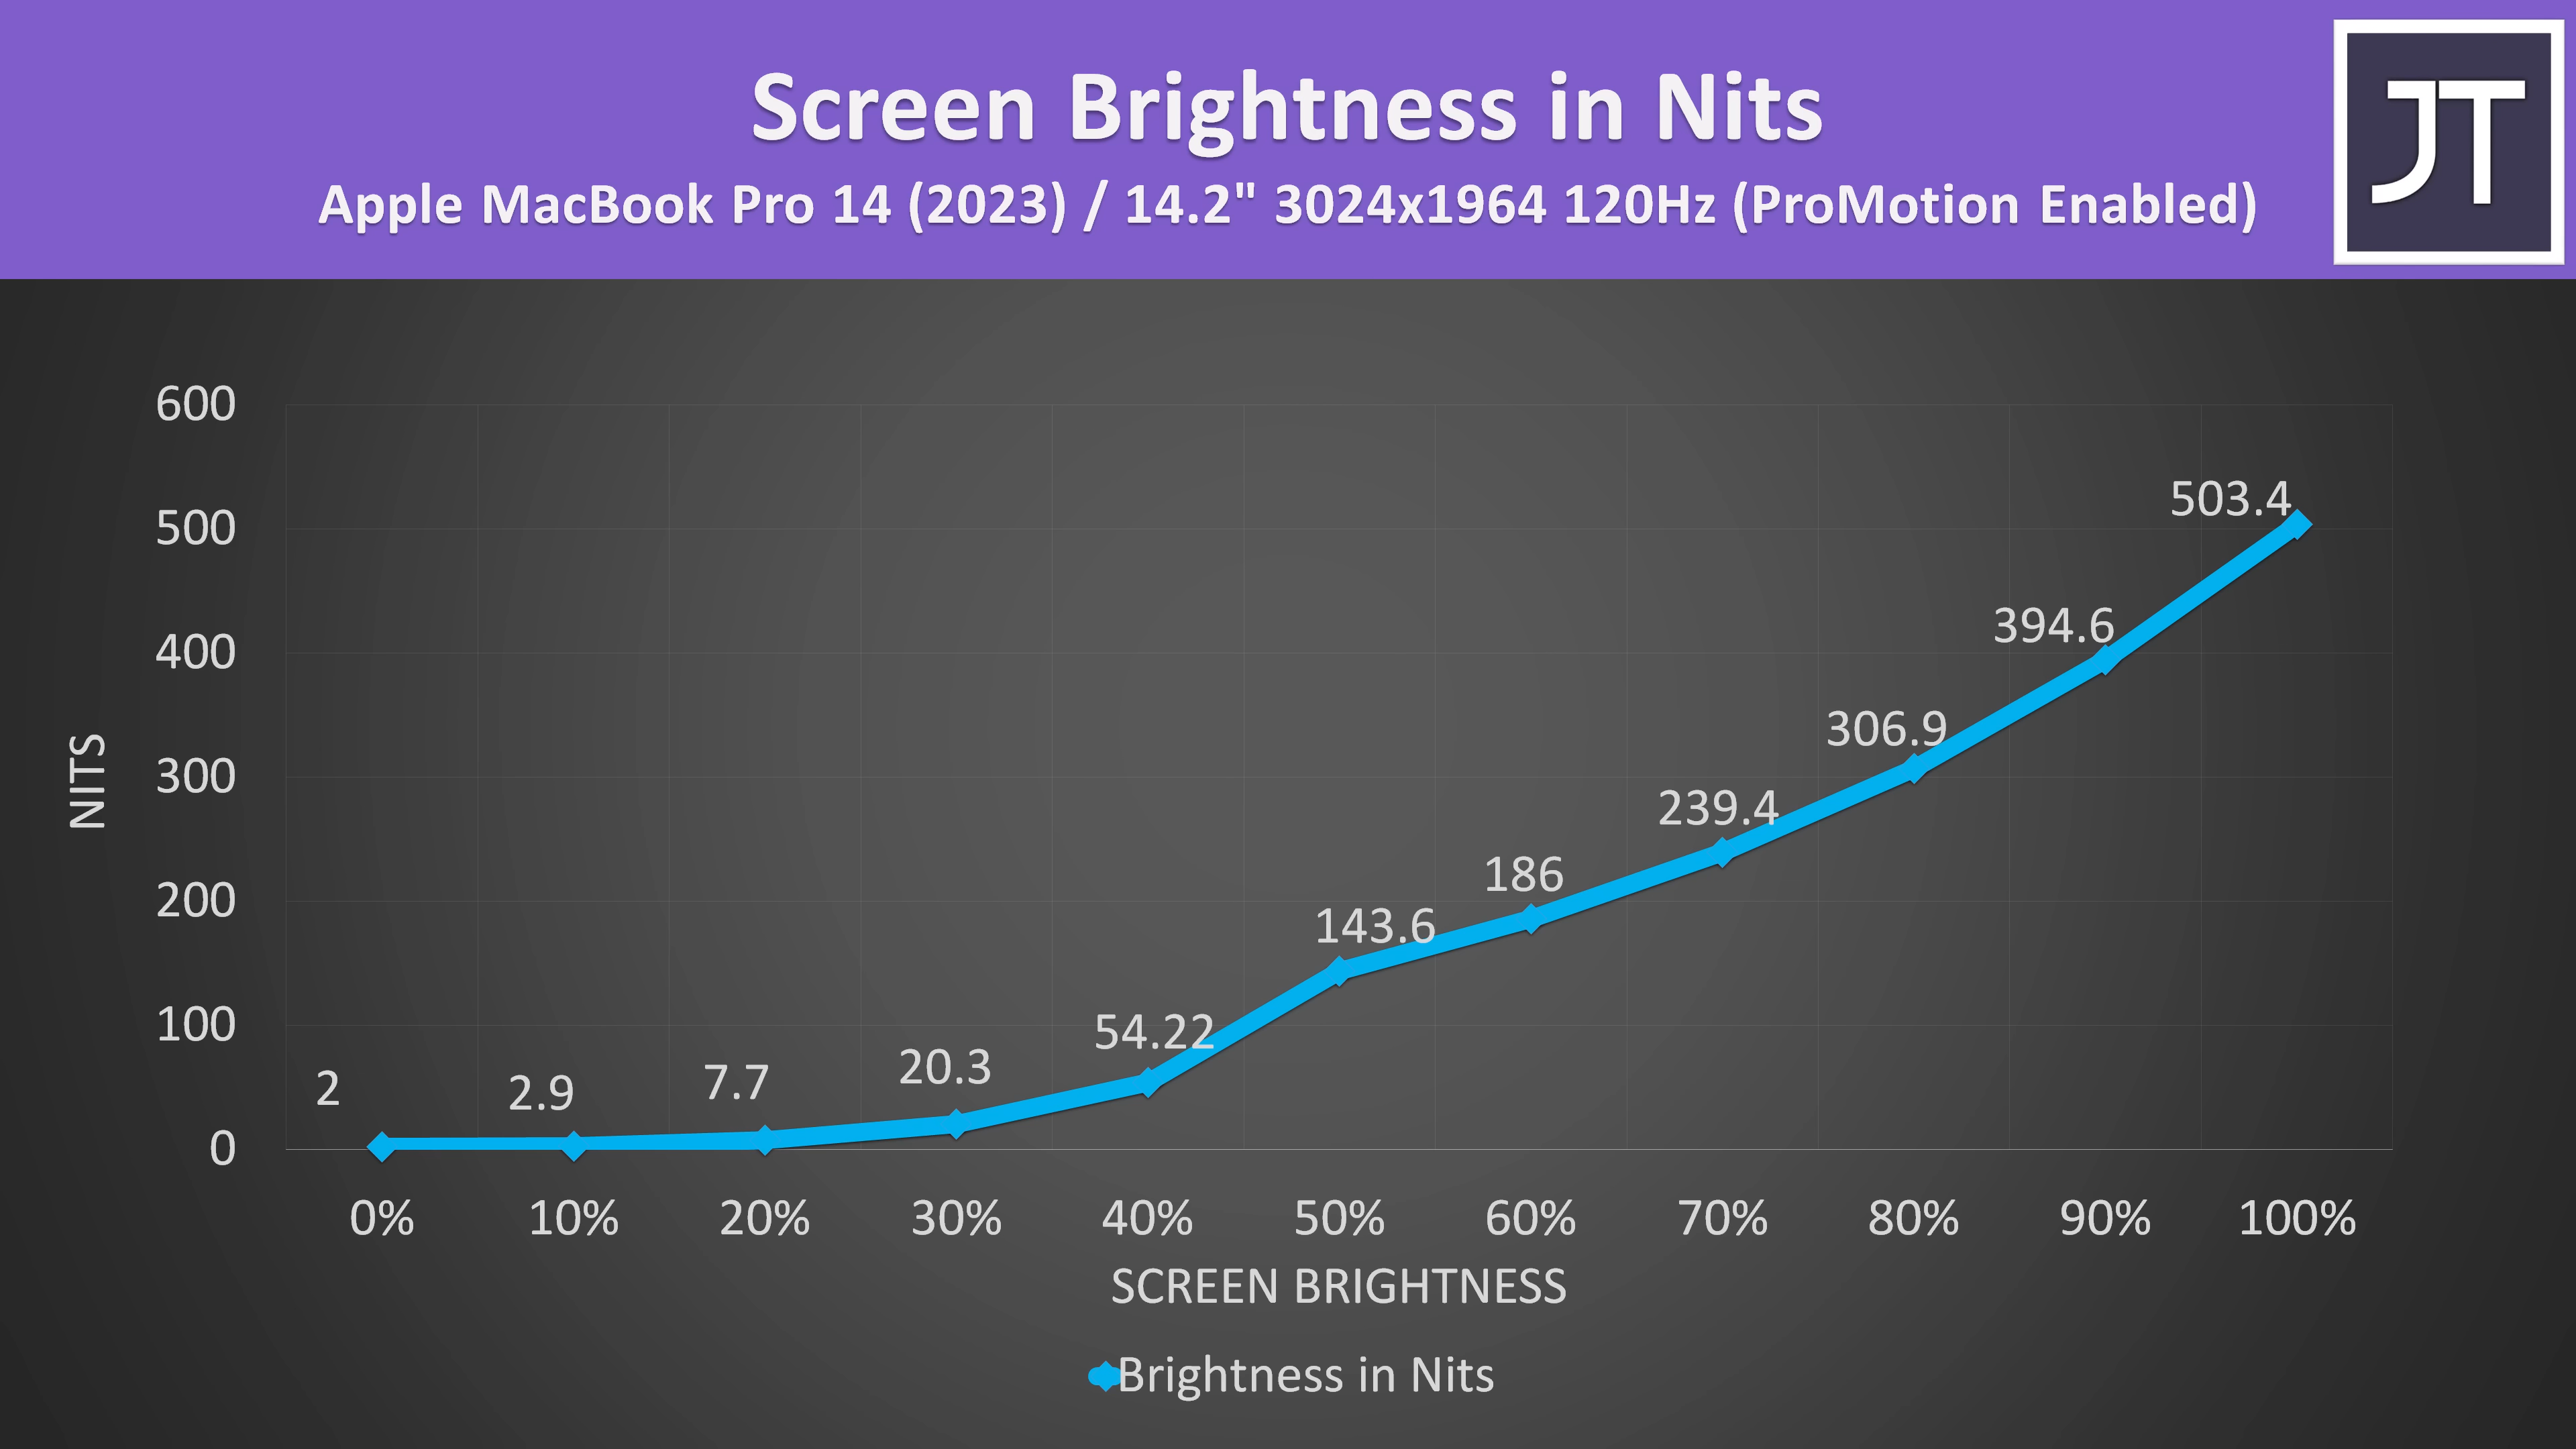 Screen Brightness in Nits
Apple MacBook Pro 14 (2023) / 14.2" 3024x1964 120Hz (ProMotion Enabled)
JT
600
500
400
300
200
100
0
NITS
2
2.9
7.7
20.3
54.22
143.6
186
239.4
306.9
394.6
503.4
0% 10% 20% 30% 40% 50% 60% 70% 80% 90% 100%
SCREEN BRIGHTNESS
Brightness in Nits